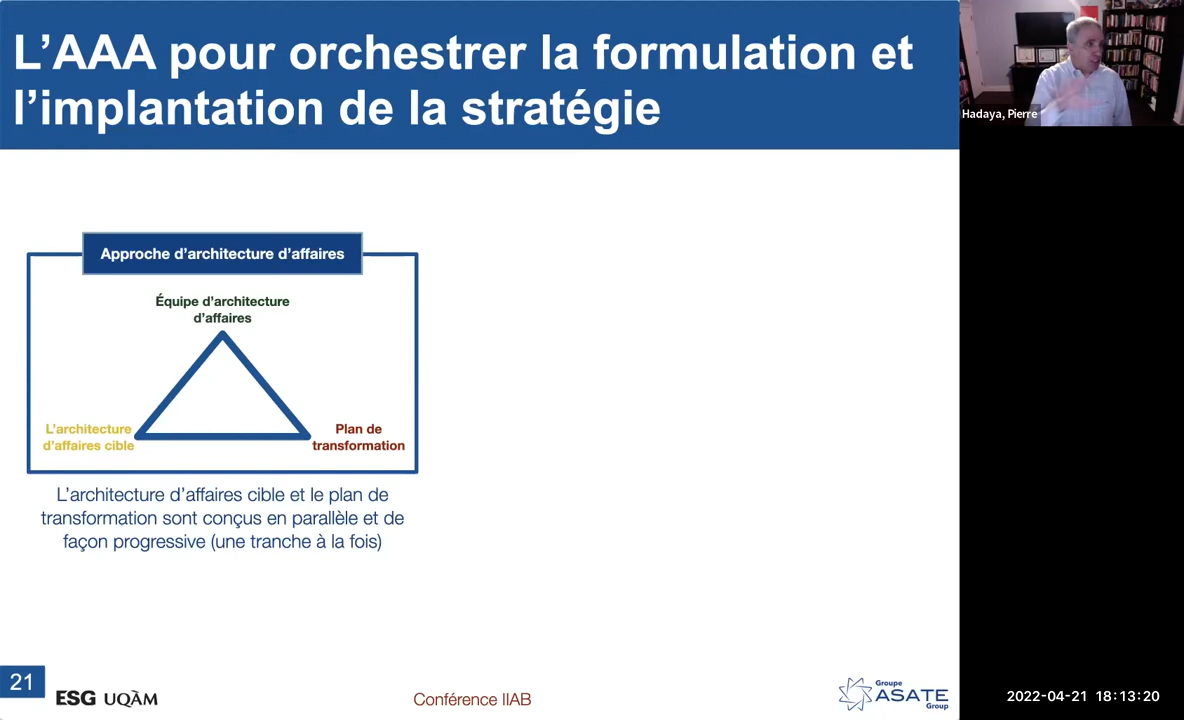 L’AAA pour orchestrer la formulation et
l’implantation de la stratégie
Hadaya, Pierre
Approche d’architecture d’affaires
Équipe d’architecture
d’affaires
L’architecture
d’affaires cible
Plan de
transformation
L’architecture d’affaires cible et le plan de
transformation sont conçus en parallèle et de
façon progressive (une tranche à la fois)
21
ESG UQÀM
Conférence IIAB
Groupe
ASATE
Group
2022-04-21 18:13:20